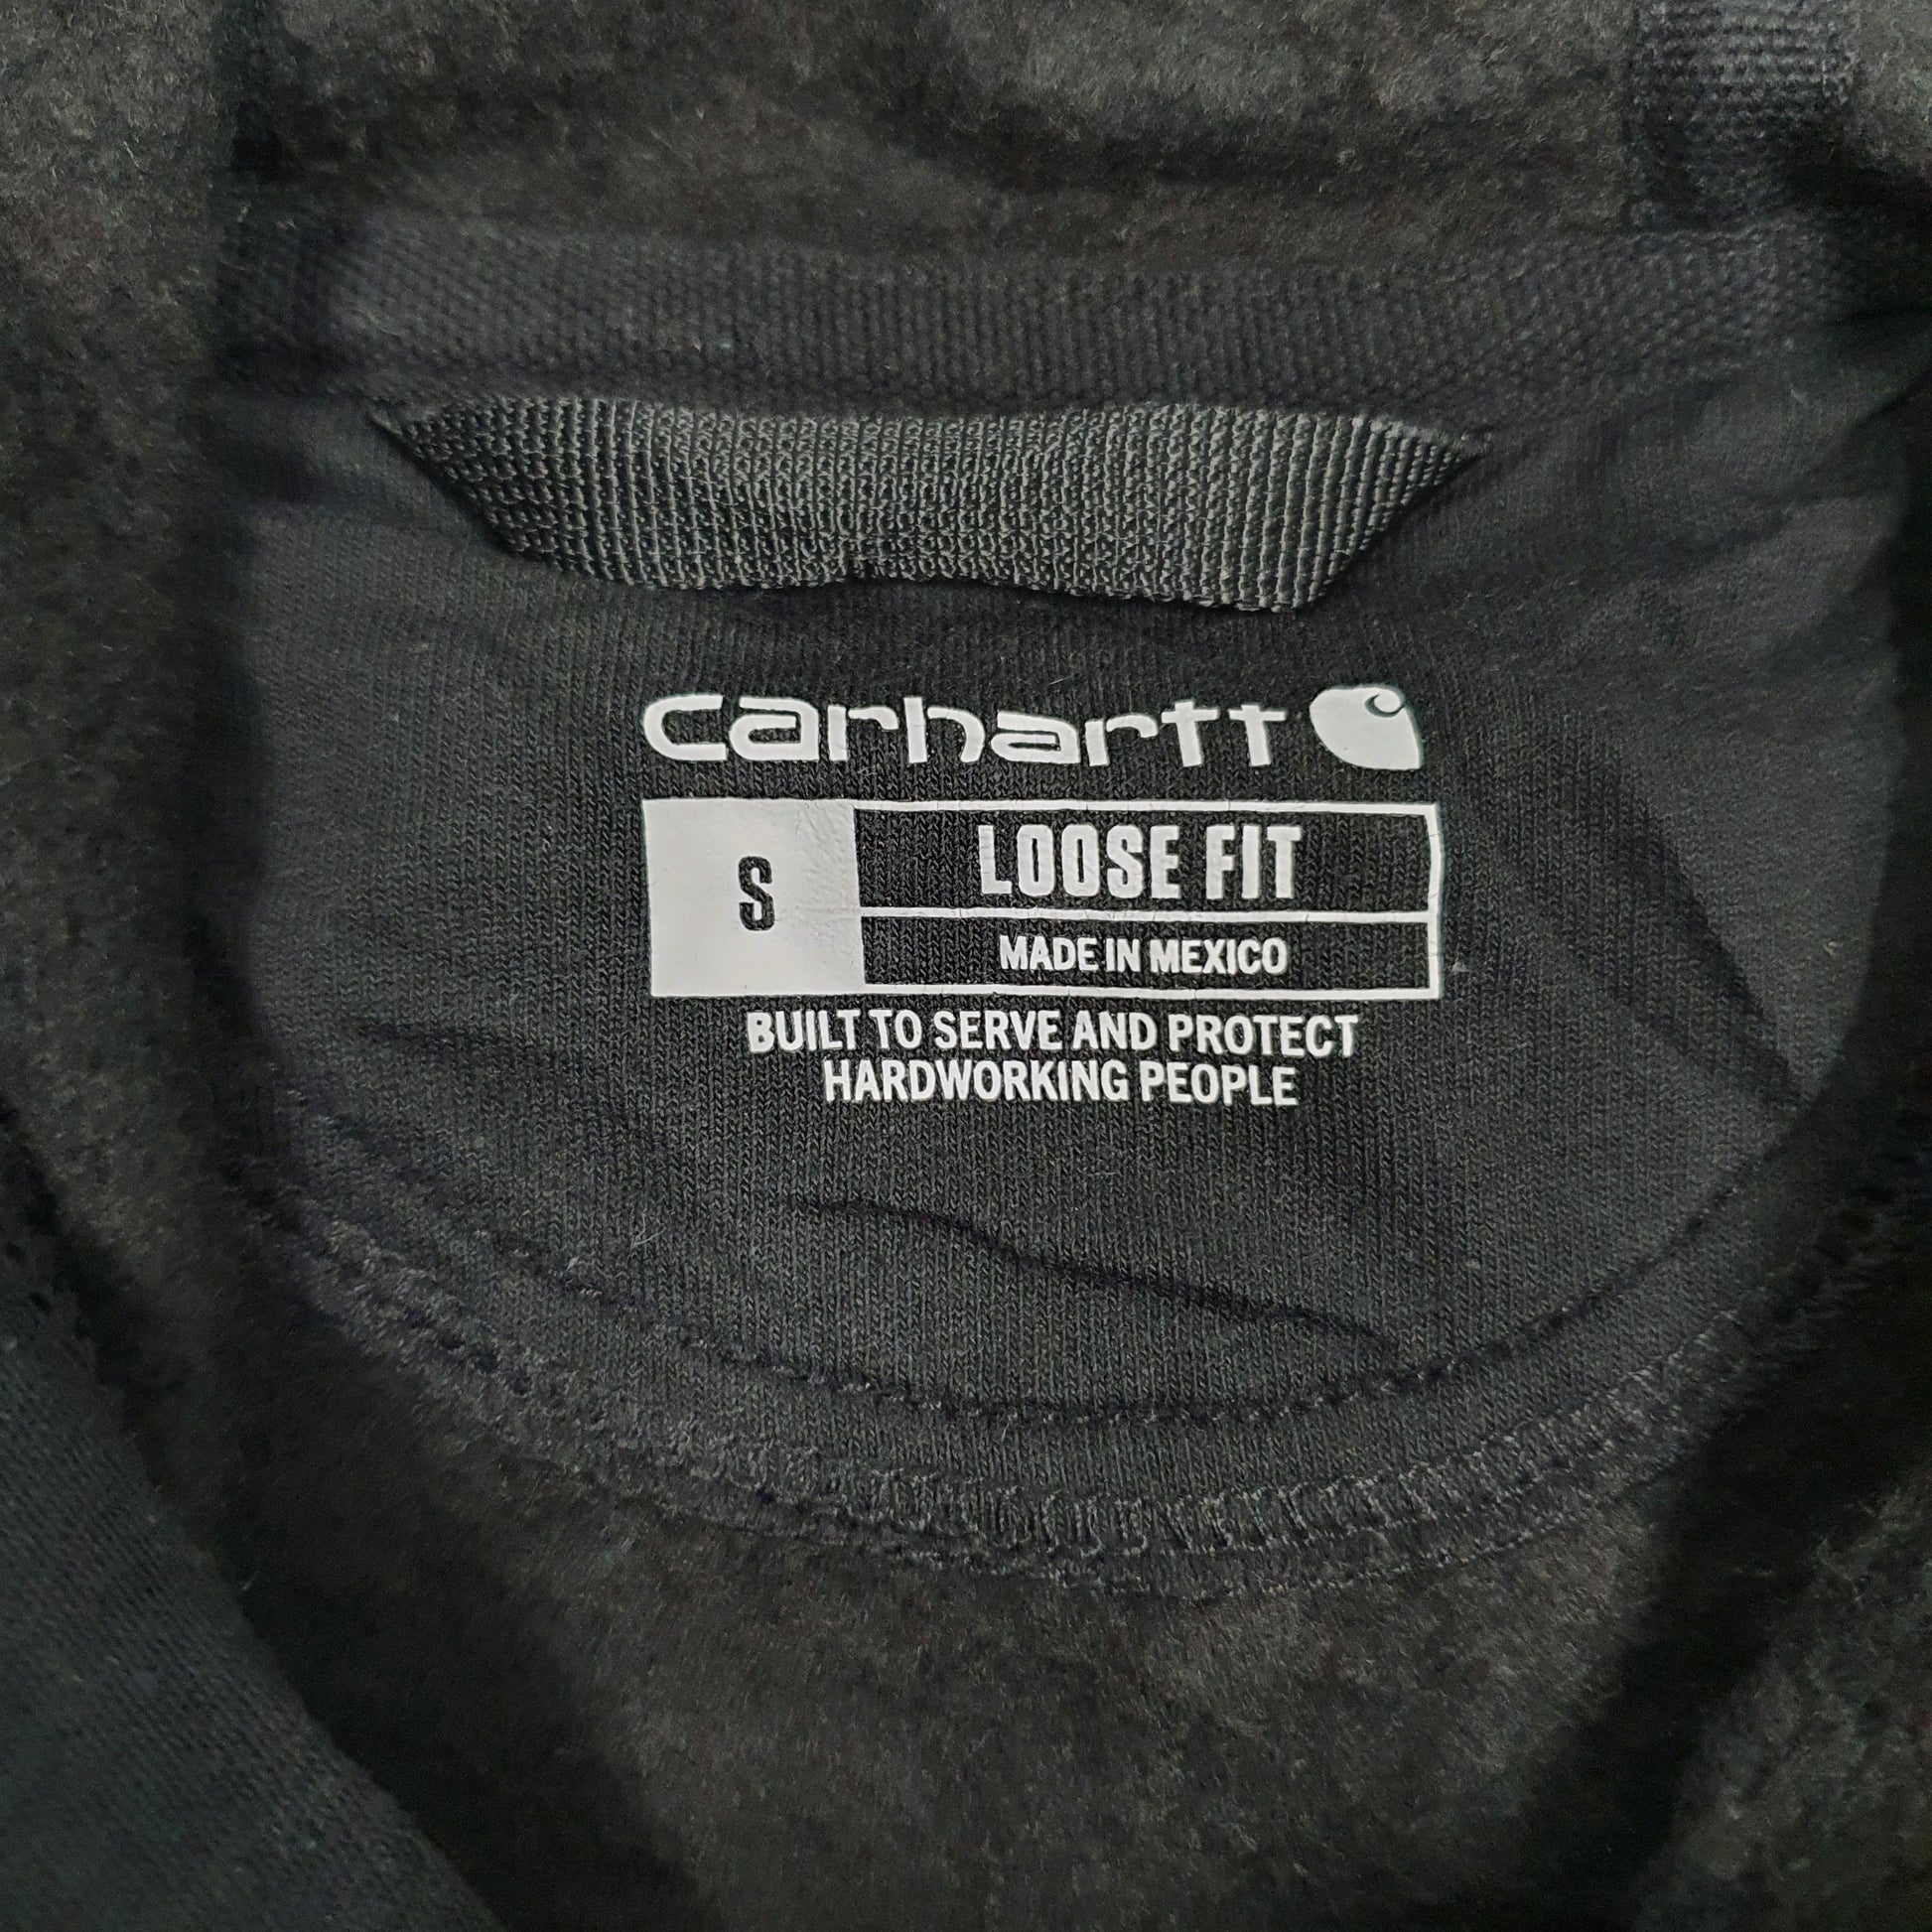 carhartt
S
LOOSE FIT
MADE IN MEXICO
BUILT TO SERVE AND PROTECT
HARDWORKING PEOPLE